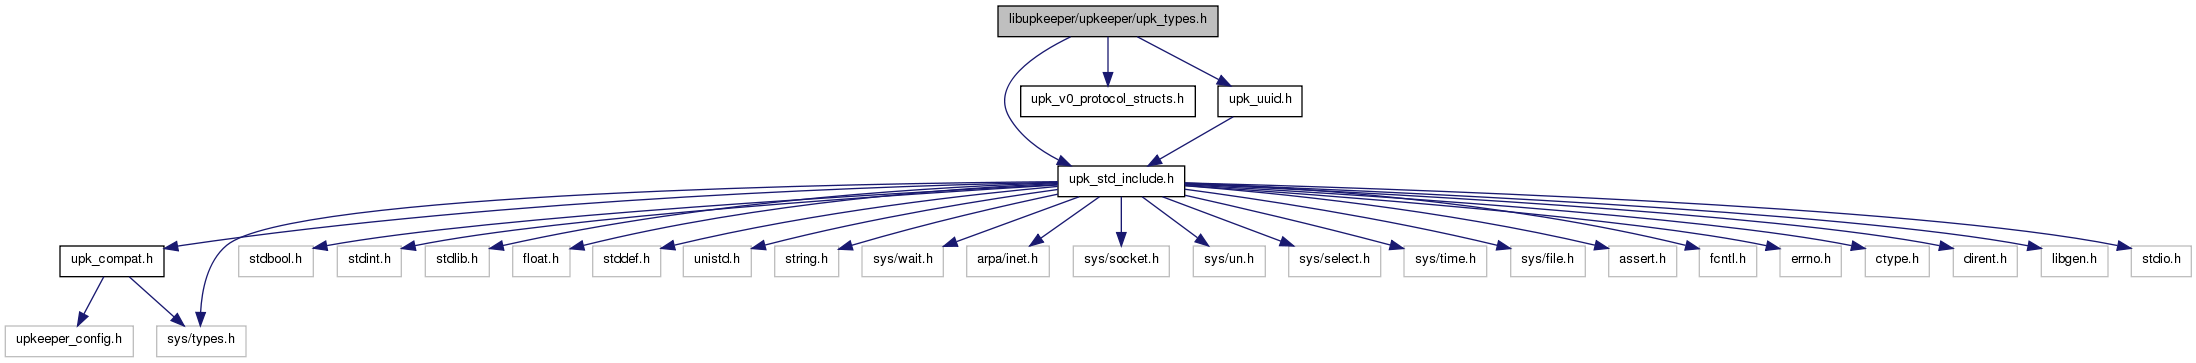 libupkeeper/upkeeper/upk_types.h
upk_v0_protocol_structs.h
upk_uuid.h
upk_std_include.h
upk_compat.h
stdbool.h
stdint.h
stdlib.h
float.h
stddef.h
unistd.h
string.h
sys/wait.h
arpa/inet.h
sys/socket.h
sys/un.h
sys/select.h
sys/time.h
sys/file.h
assert.h
fcntl.h
errno.h
ctype.h
dirent.h
libgen.h
stdio.h
upkeeper_config.h
sys/types.h